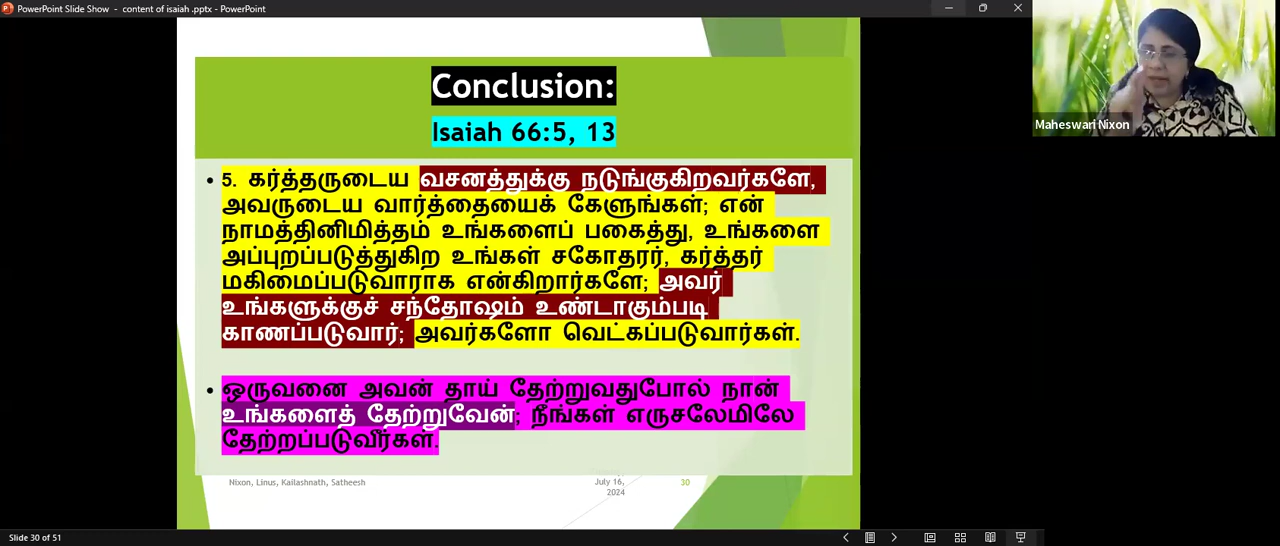 PowerPoint Slide Show - content of isaiah .pptx - PowerPoint
Maheswari Nixon
Conclusion:
Isaiah 66:5, 13
• 5. கர்த்தருடைய வசனத்துக்கு நடுங்குகிறவர்களே,
அவருடைய வார்த்தையைக் கேளுங்கள்; என்
நாமத்தினிமித்தம் உங்களைப் பகைத்து, உங்களை
அப்புறப்படுத்துகிற உங்கள் சகோதரர், கர்த்தர்
மகிமைப்படுவாராக என்கிறார்களே; அவர்
உங்களுக்குச் சந்தோஷம் உண்டாகும்படி
காணப்படுவார்; அவர்களோ வெட்கப்படுவார்கள்.
• ஒருவனை அவன் தாய் தேற்றுவதுபோல் நான்
உங்களைத் தேற்றுவேன்; நீங்கள் எருசலேமிலே
தேற்றப்படுவீர்கள்.
Nixon, Linus, Kailashnath, Satheesh
July 16,
2024
30
Slide 30 of 51